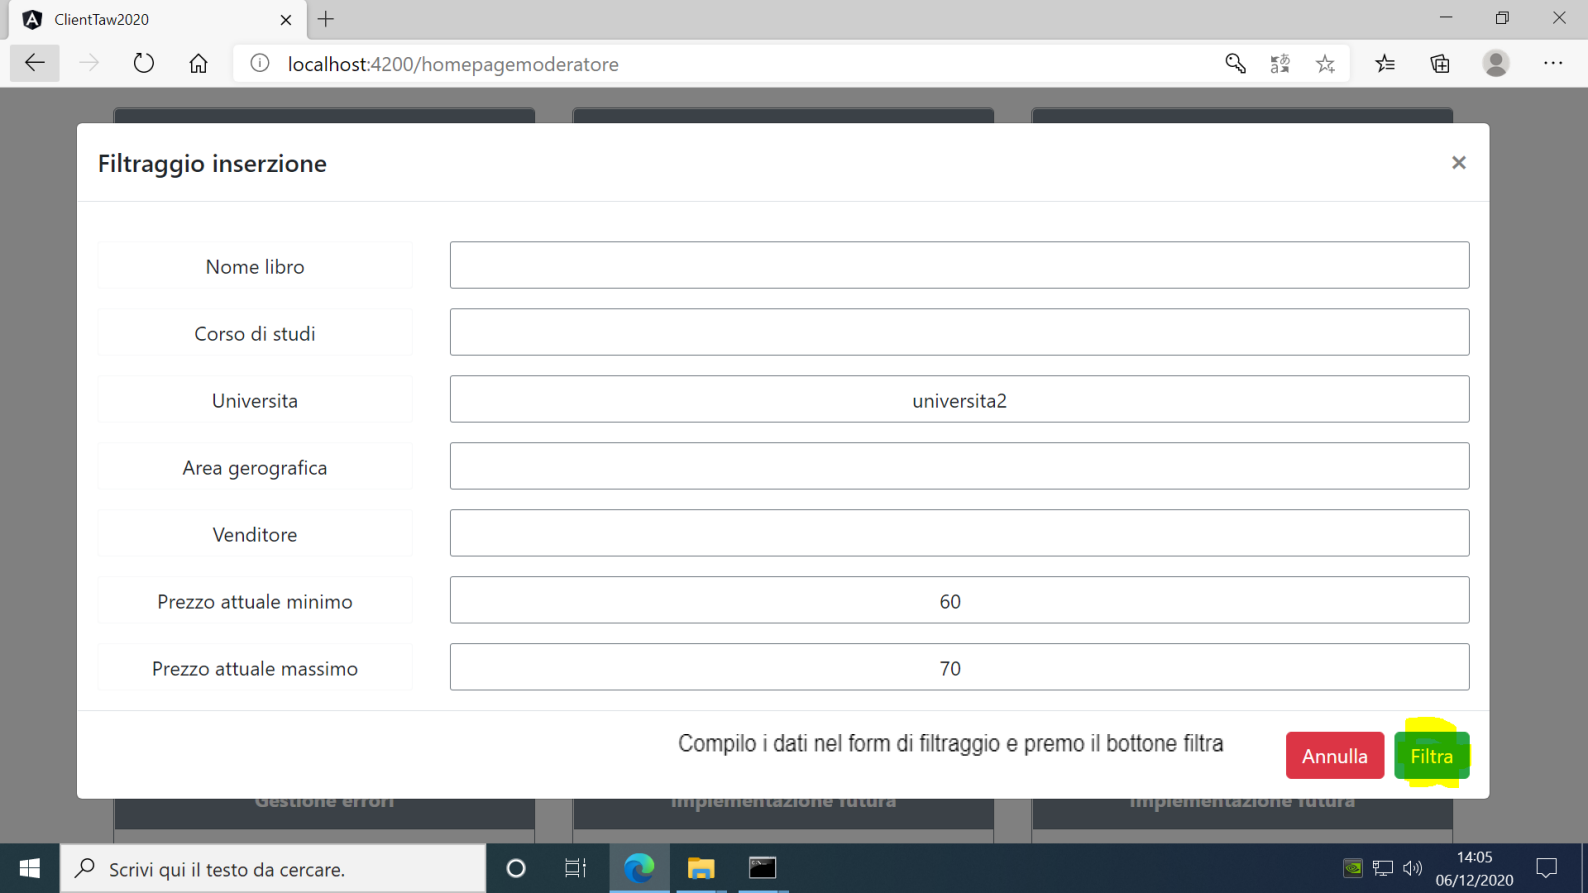 ClientTaw2020
localhost:4200/homepagemoderatore
Filtraggio inserzione
Nome libro
Corso di studi
Universita
universita2
Area gerografica
Venditore
Prezzo attuale minimo
60
Prezzo attuale massimo
70
Compilo i dati nel form di filtraggio e premo il bottone filtra
Annulla
Filtra
Gestione errori
Implementazione futura
Implementazione futura
Scrivi qui il testo da cercare.
14:05
06/12/2020